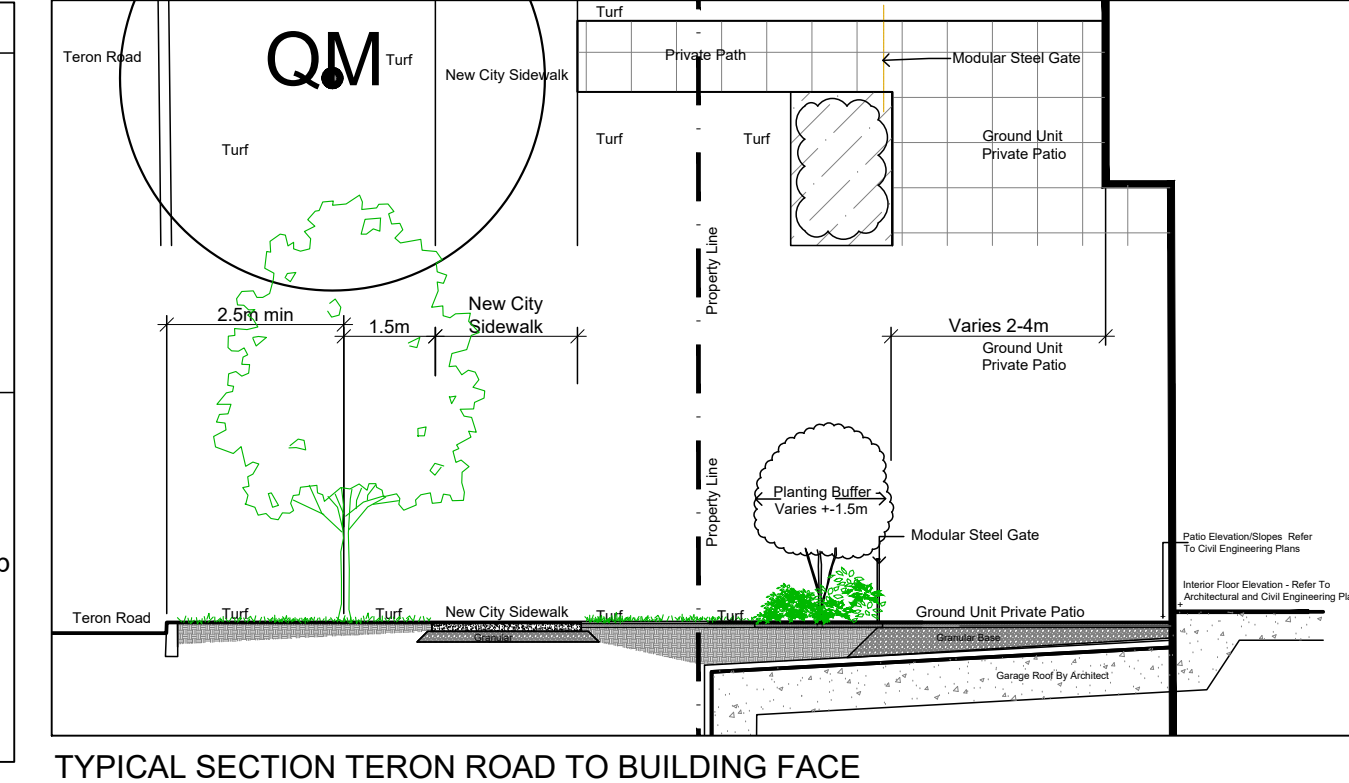 Turf
Teron Road
QM
Turf
New City Sidewalk
Private Path
Modular Steel Gate
Turf
Turf
Turf
Ground Unit
Private Patio
Property Line
2.5m min
1.5m
New City
Sidewalk
Varies 2-4m
Ground Unit
Private Patio
Property Line
Planting Buffer
Varies +-1.5m
Modular Steel Gate
Patio Elevation/Slopes Refer
To Civil Engineering Plans
Interior Floor Elevation - Refer To
Architectural and Civil Engineering
Teron Road
Turf
Turf
New City Sidewalk
Turf
Turf
Ground Unit Private Patio
Granular
Granular Base
Garage Roof By Architect
TYPICAL SECTION TERON ROAD TO BUILDING FACE